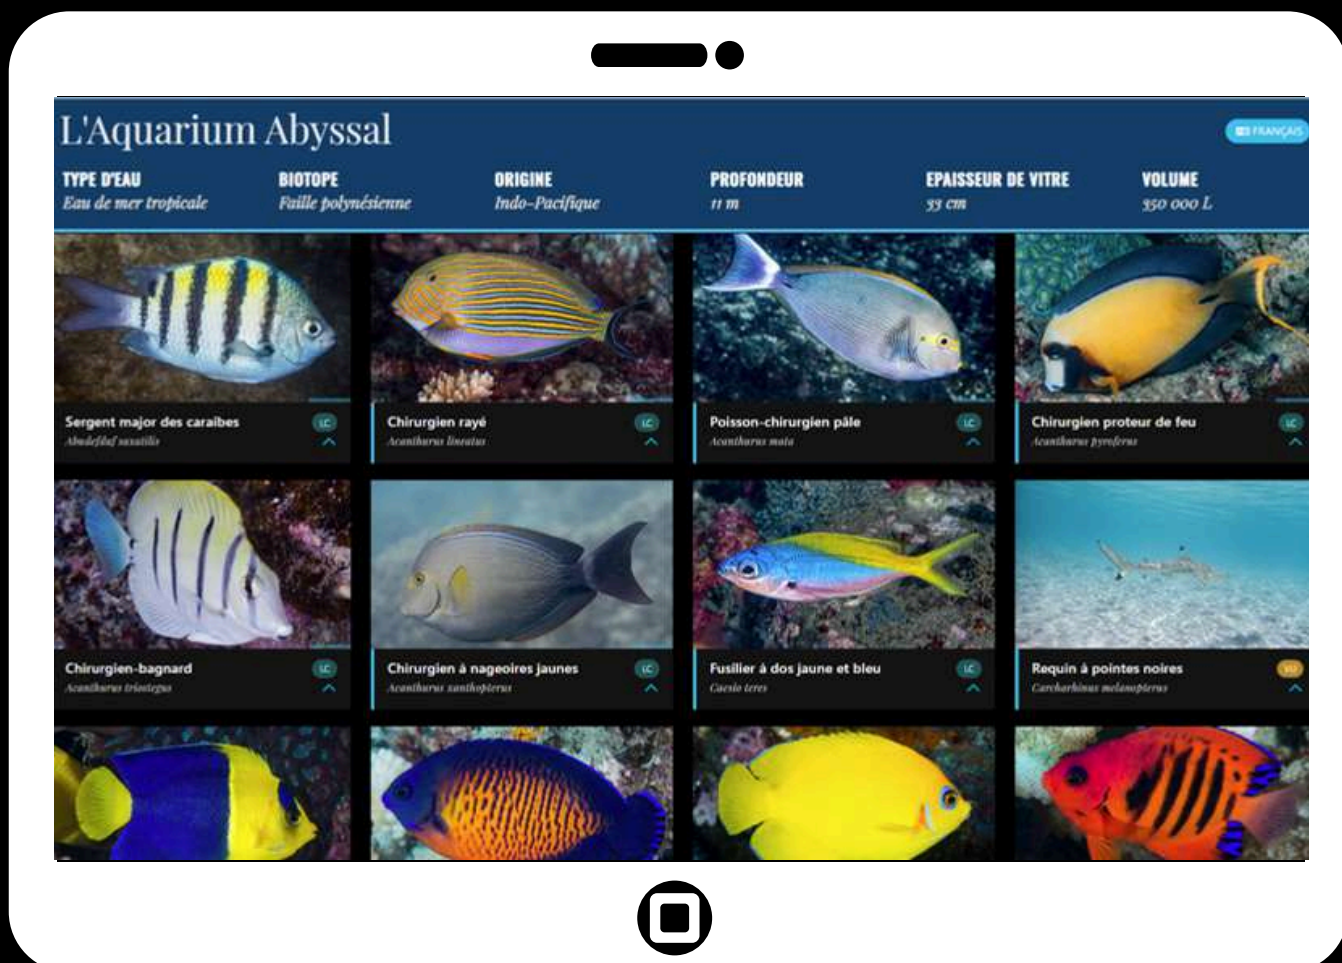 L'Aquarium Abyssal
FRANÇAIS
TYPE D'EAU BIOTOPE ORIGINE PROFONDEUR EPAISSEUR DE VITRE VOLUME
Eau de mer tropicale Faille polynésienne Indo-Pacifique 11 m 33 cm 350 000 L
Sergent major des caraïbes LC Chirurgien rayé LC Poisson-chirurgien pâle LC Chirurgien proteur de feu LC
Abudefduf saxatilis Acanthurus lineatus Acanthurus mata Acanthurus pyroferus
Chirurgien-bagnard LC Chirurgien à nageoires jaunes LC Fusilier à dos jaune et bleu LC Requin à pointes noires VU
Acanthurus triostegus Acanthurus xanthopterus Caesio teres Carcharhinus melanopterus